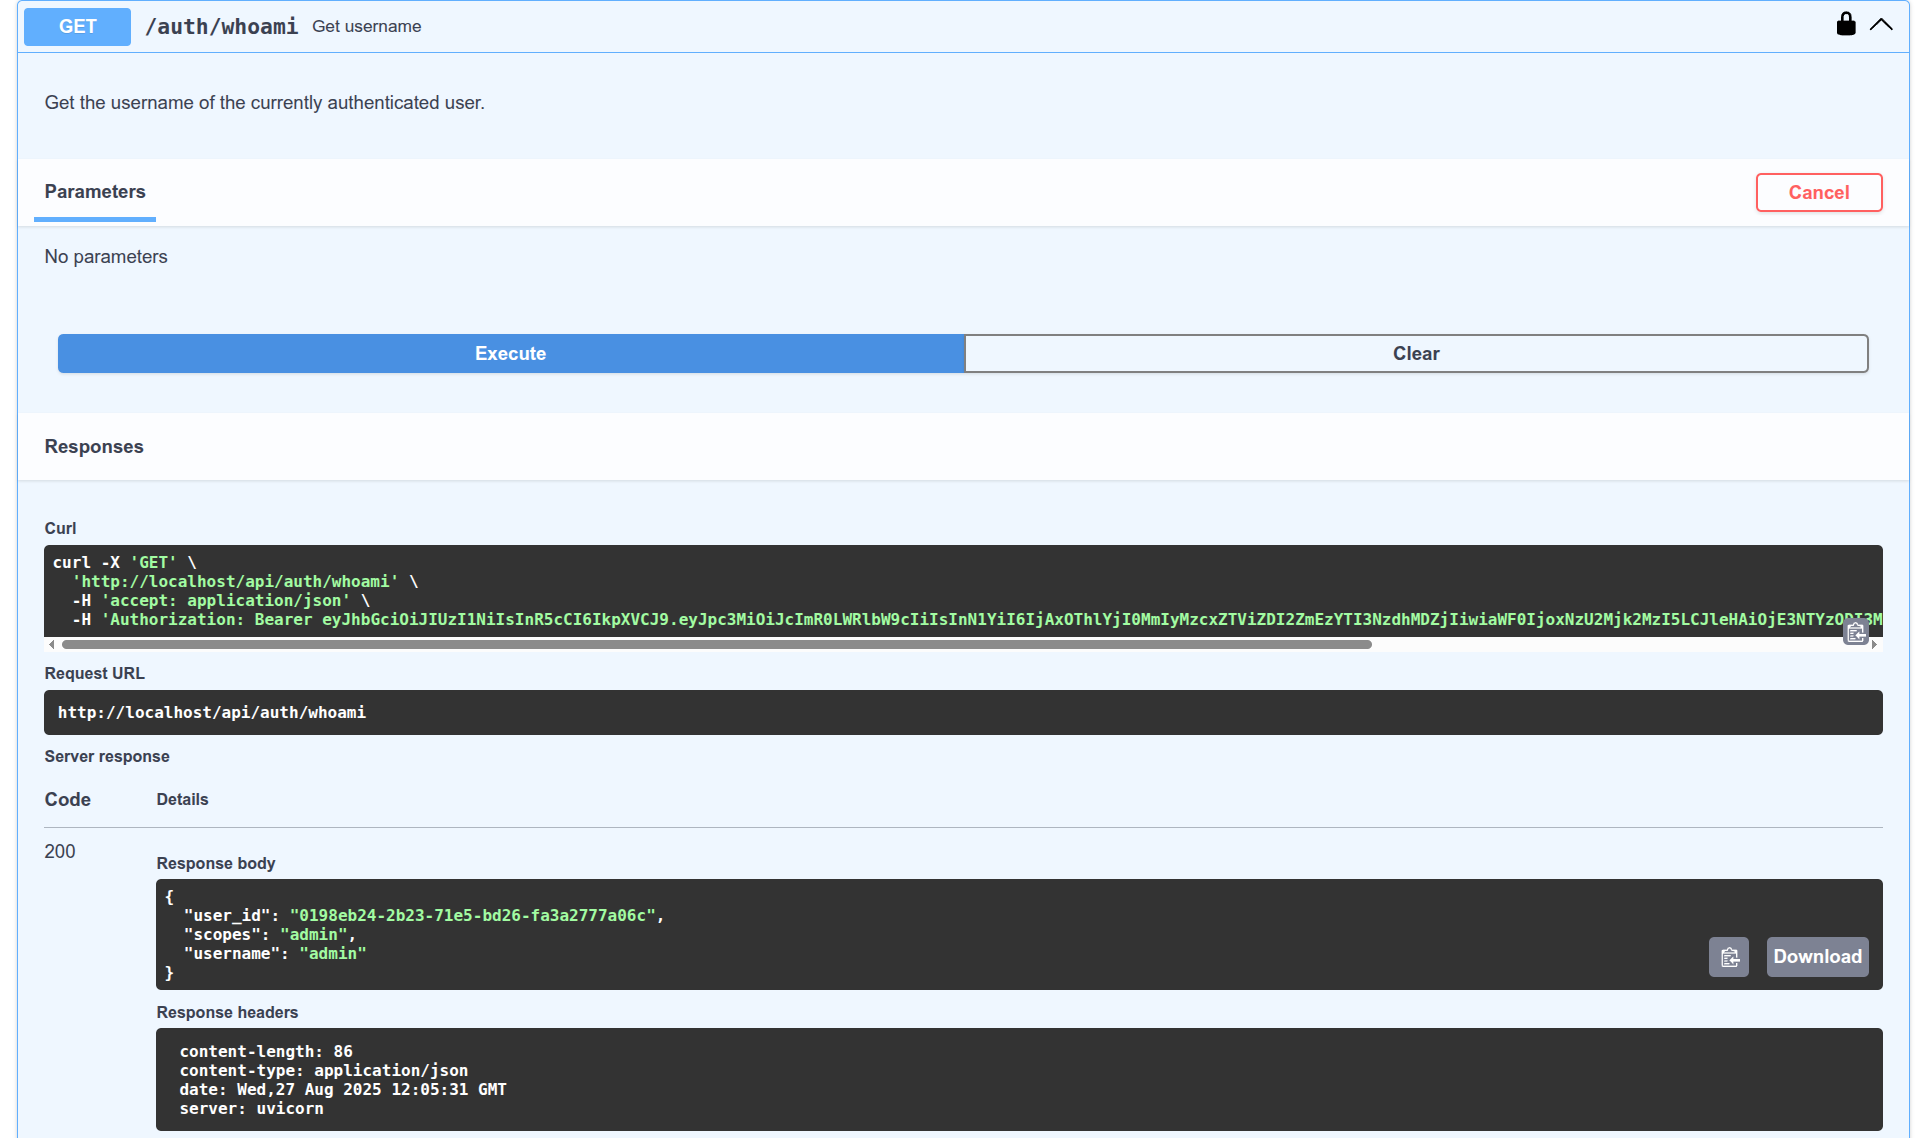 GET /auth/whoami Get username
Get the username of the currently authenticated user.
Parameters
Cancel
No parameters
Execute
Clear
Responses
Curl
curl -X 'GET' \
  'http://localhost/api/auth/whoami' \
  -H 'accept: application/json' \
  -H 'Authorization: Bearer
Request URL
http://localhost/api/auth/whoami
Server response
Code Details
200
Response body
{
  "user_id": "0198eb24-2b23-71e5-bd26-fa3a2777a06c",
  "scopes": "admin",
  "username": "admin"
}
Download
Response headers
content-length: 86
content-type: application/json
date: Wed,27 Aug 2025 12:05:31 GMT
server: uvicorn